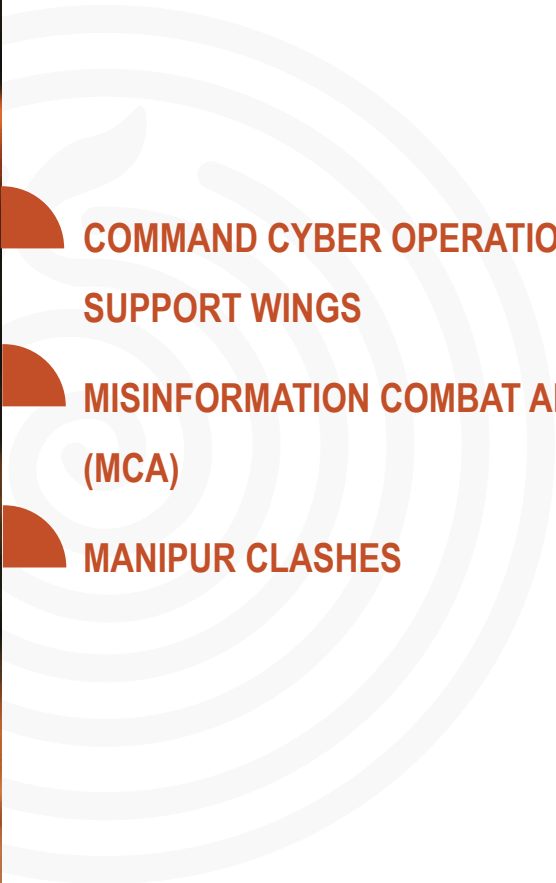 COMMAND CYBER OPERATIO
SUPPORT WINGS
MISINFORMATION COMBAT
(MCA)
MANIPUR CLASHES